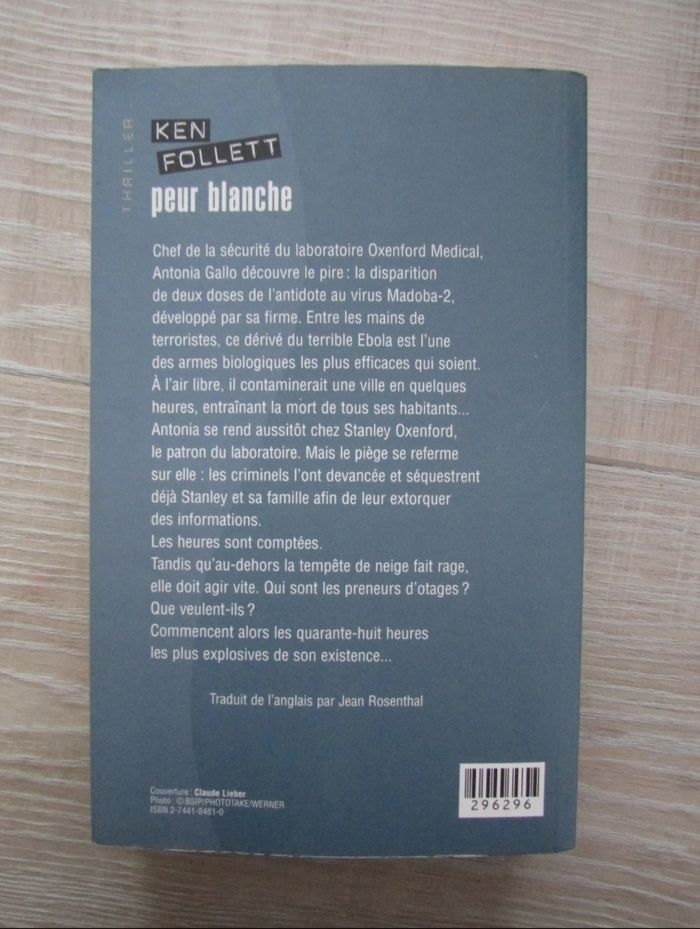 THRILLER
KEN
FOLLETT
peur blanche
Chef de la sécurité du laboratoire Oxenford Medical,
Antonia Gallo découvre le pire : la disparition
de deux doses de l'antidote au virus Madoba-2,
développé par sa firme. Entre les mains de
terroristes, ce dérivé du terrible Ebola est l'une
des armes biologiques les plus efficaces qui soient.
À l'air libre, il contaminerait une ville en quelques
heures, entraînant la mort de tous ses habitants...
Antonia se rend aussitôt chez Stanley Oxenford,
le patron du laboratoire. Mais le piège se referme
sur elle : les criminels l'ont devancée et séquestrent
déjà Stanley et sa famille afin de leur extorquer
des informations.
Les heures sont comptées.
Tandis qu'au-dehors la tempête de neige fait rage,
elle doit agir vite. Qui sont les preneurs d'otages ?
Que veulent-ils ?
Commencent alors les quarante-huit heures
les plus explosives de son existence...
Traduit de l'anglais par Jean Rosenthal
Couverture : Claude Lieber
Photo : © BSIP/PHOTOTAKE/WERNER
ISBN 2-7441-8481-0
296296